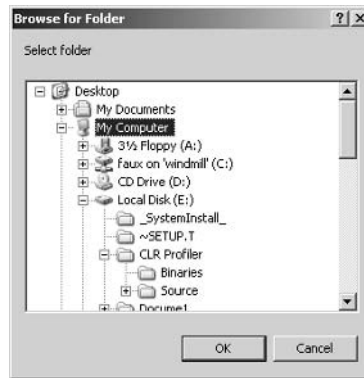 Browse for Folder
Select folder
Desktop
My Documents
My Computer
3½ Floppy (A:)
faux on 'windmill' (C:)
CD Drive (D:)
Local Disk (E:)
_SystemInstall_
~SETUP.T
CLR Profiler
Binaries
Source
Docume1
OK
Cancel